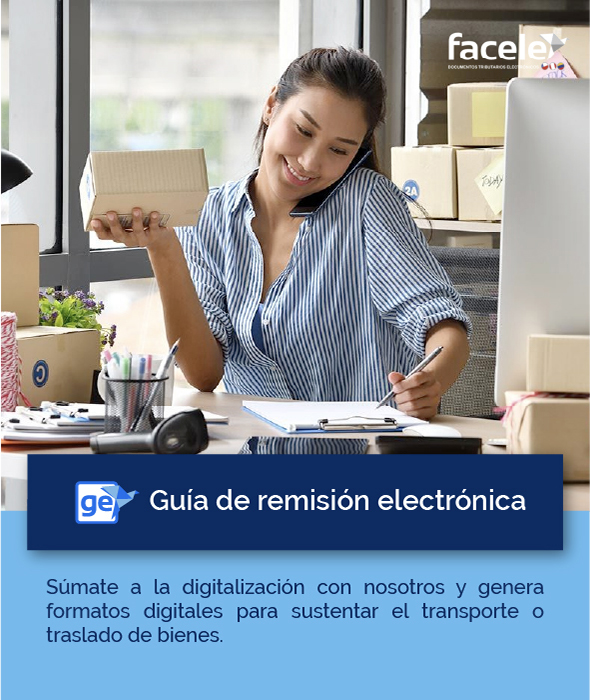 facele
DOCUMENTOS TRIBUTARIOS
2A
ge
Guía de remisión electrónica
Súmate a la digitalización con nosotros y genera
formatos digitales para sustentar el transporte o
traslado de bienes.